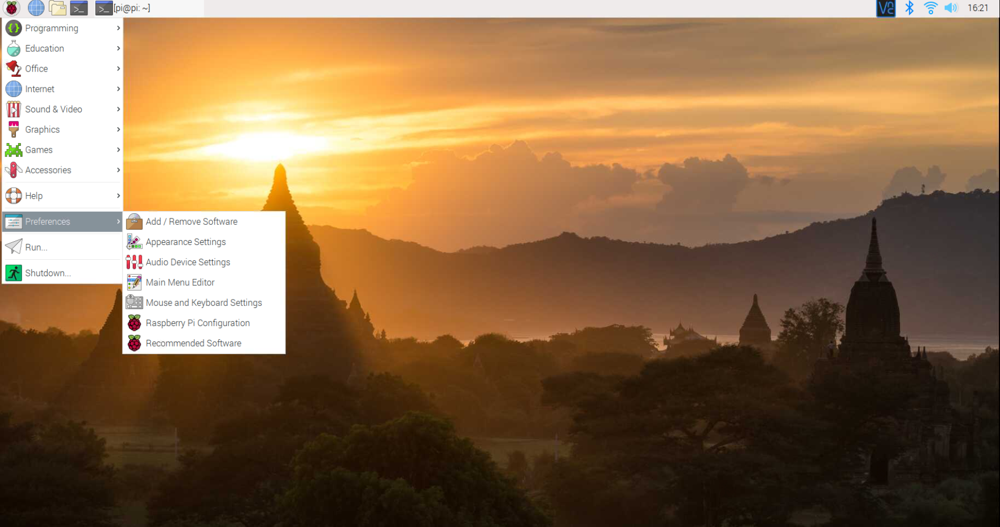 [pi@pi: ~]
16:21
Programming
Education
Office
Internet
Sound & Video
Graphics
Games
Accessories
Help
Preferences
Run...
Shutdown...
Add / Remove Software
Appearance Settings
Audio Device Settings
Main Menu Editor
Mouse and Keyboard Settings
Raspberry Pi Configuration
Recommended Software